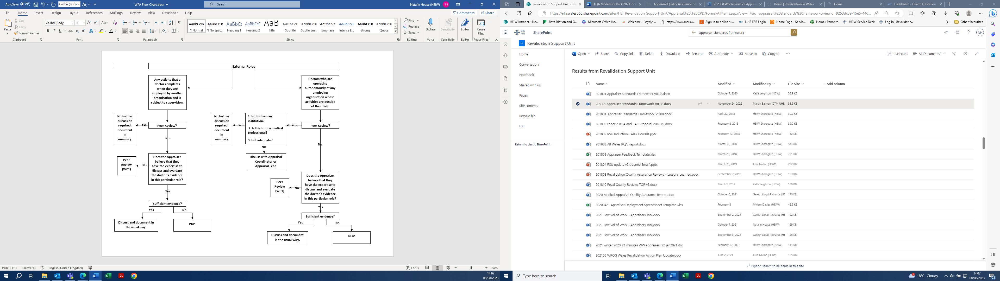 AutoSave Off Calibri (Body WPA Flow Chart.docx Search Natalie House (HEIW) NH
File Home Insert Design Layout References Mailings Review View Developer Help Comments Share
Paste Cut Copy Format Painter
Calibri (Body) 11
¶ Normal ¶ No Spac... Heading 1 Heading 2 Title Subtitle Subtle Em... Emphasis Intense E... Strong Quote
Find Replace Select
Dictate Sensitivity Editor Reuse Files
Clipboard Font Paragraph Styles Editing Voice Sensitivity Editor Reuse Files
External Roles
Any activity that a
doctor completes
when they are
employed by another
organisation and is
subject to supervision.
Doctors who are
operating
autonomously of any
employing
organisation whose
activities are outside
of their role.
No further
discussion
required:
document
in
summary.
Yes
Peer Review?
No further
discussion
required:
document
in
summary.
Yes
1. Is this from an
institution?
2. Is this from a medical
professional?
3. Is it adequate?
Yes
Peer Review?
No
No
No
Discuss with Appraisal
Coordinator or
Appraisal Lead
Peer
Review
(WP1)
No
Does the Appraiser
believe that they
have the expertise to
discuss and evaluate
the doctor's evidence
in this particular role?
Peer
Review
(WP1)
No
Does the Appraiser
believe that they
have the expertise to
discuss and evaluate
the doctor's evidence
in this particular role?
Yes
Sufficient evidence?
Yes No
Discuss and document in
the usual way.
PDP
Yes
Sufficient evidence?
Yes No
Discuss and document
in the usual way.
PDP
Page 1 of 1 158 words English (United Kingdom) Focus 100%
14:07
08/08/2023
Revalidation Support Unit - Re AQA Moderator Pack 2021 .doc Appraisal Quality Assurance Sc 202308 Whole Practice Apprais Home | Revalidation in Wales Home Dashboard - Health Education
https://nhswales365.sharepoint.com/sites/HEI_Revalidation_Support_Unit/Appraisal%20%20CPD/Forms/AllItems.aspx?view=7&q=appraiser%20standards%20framework&viewid=9253dc39-15e5-44d...
HEIW Intranet - Ho... Revalidation and Q... Microsoft Office Ho... Welcome! - Ytydys... https://www.marsw... Sign in to online su... NHS ESR Login Home Page - Servic... Home : Panopto HEIW Service Desk Log in | Revalidatio... Other favourites
GIG NHS SharePoint appraiser standards framework NH
RS Revalidation Support Unit
Home
Conversations
Notebook
Shared with us
Pages
Site contents
Recycle bin
Edit
Return to classic SharePoint
Open Share Copy link Delete Download Rename Automate Move to Copy to 1 selected All Documents*
Results from Revalidation Support Unit
Name Modified Modified By File Size + Add column
201801 Appraiser Standards Framework V0.08.docx October 7, 2020 Katie Leighton (HEIW) 35.9 KB
201801 Appraiser Standards Framework V0.08.docx November 24, 2022 Martin Balman (CTM UHB 35.9 KB
201801-Appraiser-Standards-Framework-V0.08.docx April 20, 2018 HEIW Sharegate (HEIW) 30.9 KB
201802 Paper 2 RQA and RAC Proposal 2018 v2.docx February 8, 2018 HEIW Sharegate (HEIW) 32.0 KB
201802 RSU Induction - Alex Howells.pptx February 12, 2018 HEIW Sharegate (HEIW) 152 KB
201803 All Wales RQA Report.docx March 16, 2018 HEIW Sharegate (HEIW) 544 KB
201803 Appraiser Feedback Template.xlsx March 29, 2018 HEIW Sharegate (HEIW) 721 KB
201804 RSU update v2 (Joanne Small).pptx March 25, 2019 Julie Nallon (HEIW) 252 KB
201808 Revalidation Quality Assurance Reviews – Lessons Learned.pptx September 7, 2018 HEIW Sharegate (HEIW) 193 KB
201810 Reval Quality Reviews TOR v5.docx March 1, 2019 Katie Leighton (HEIW) 109 KB
2020 Medical Appraisal Quality Assurance Report.docx October 6, 2021 Gareth Lloyd-Richards (HE 170 KB
20200421 Appraiser Deployment Spreadsheet Template .xlsx February 8 Miriam Davies (HEIW) 48.2 KB
2021 Low Vol of Work - Appraisers Tool.docx September 2, 2021 Gareth Lloyd-Richards (HE 192 KB
2021 Low Vol of Work - Appraisers Tool.docx October 7, 2021 Natalie House (HEIW) 129 KB
2021 Low Vol of Work - Appraisers Tool.docx September 3, 2021 Gareth Lloyd-Richards (HE 126 KB
2021 winter 2020-21 minutes WW appraisers 22 jan2021.doc February 10, 2021 HEIW Sharegate (HEIW) 414 KB
202106 WROG Wales Revalidation Action Plan Update.docx June 2, 2021 Julie Nallon (HEIW) 125 KB
Expand search to all items in this site
Type here to search 18°C Cloudy 14:07
08/08/2023